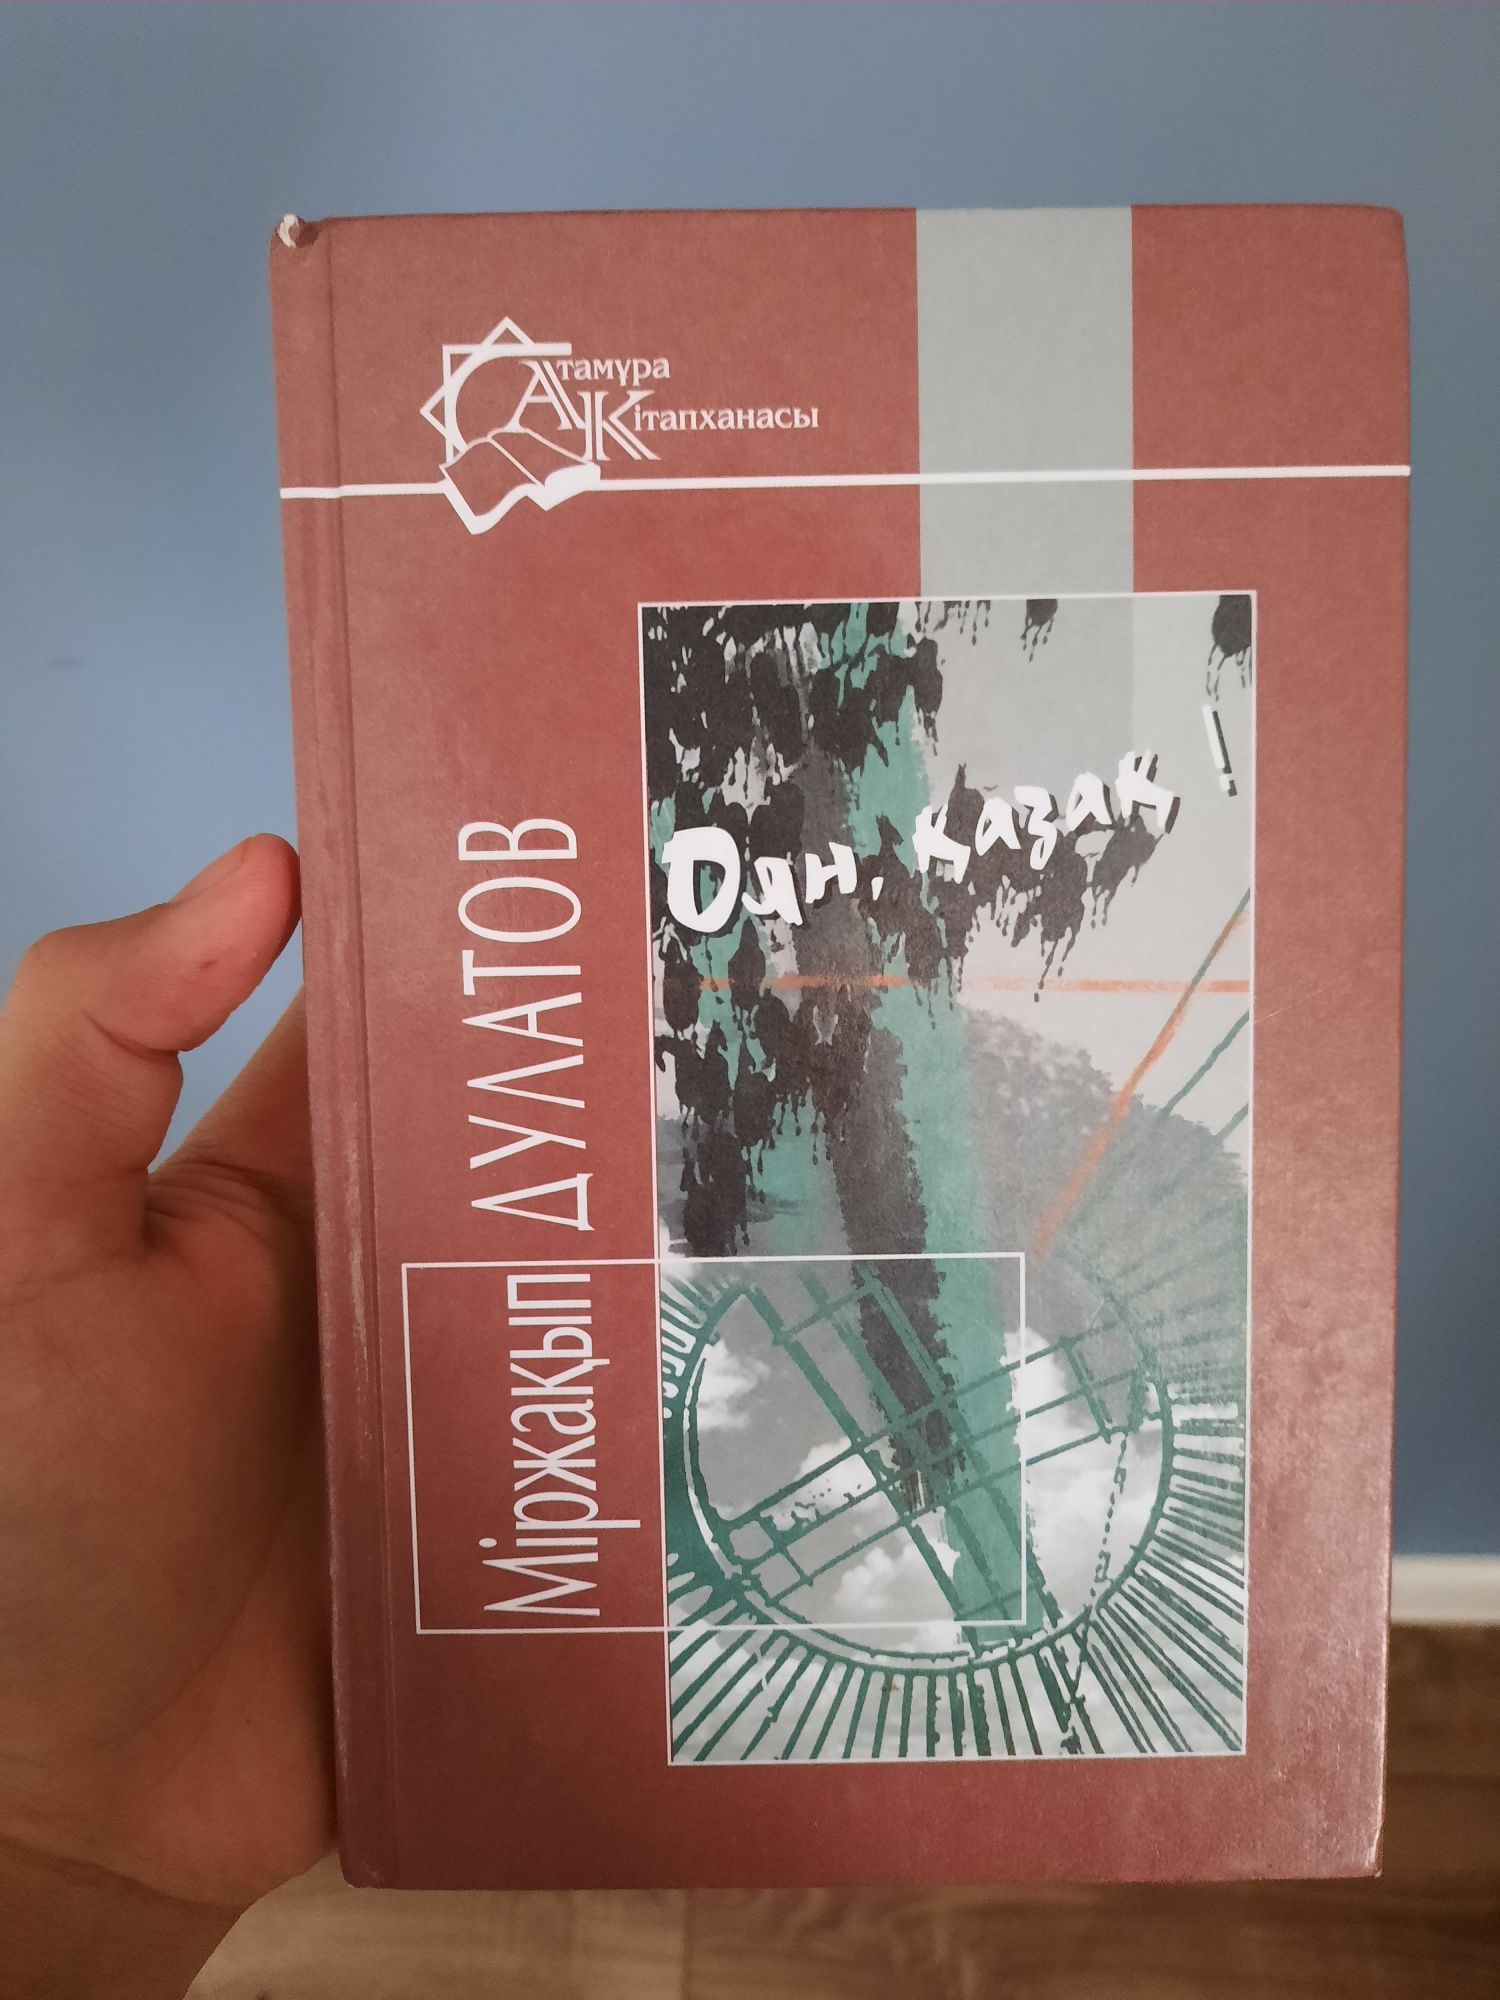 Атамұра
Кітапханасы
Міржақып ДУЛАТОВ
Оян, қазақ!